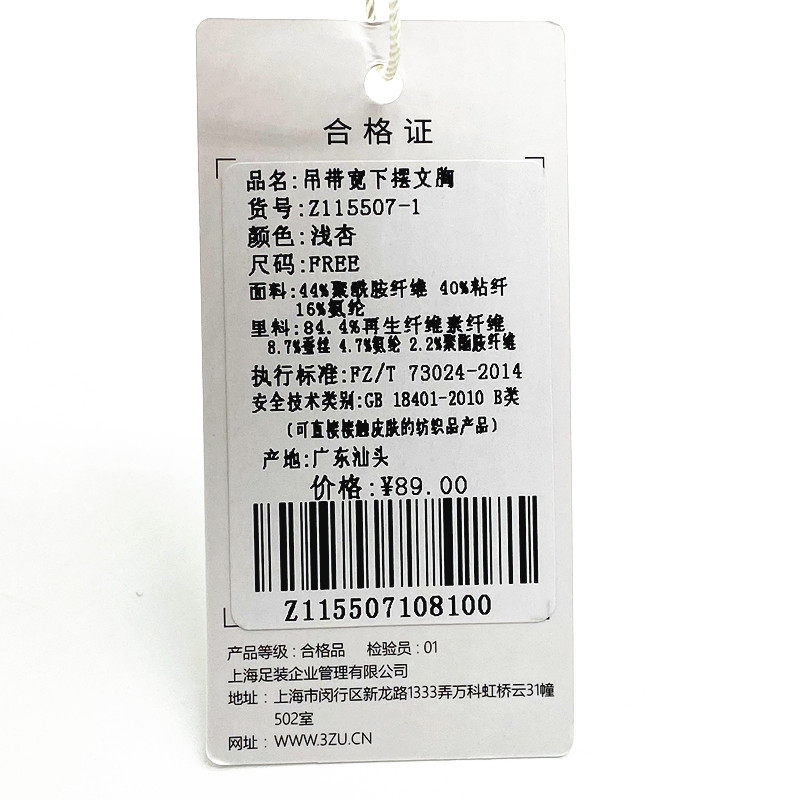 合格证
品名:吊带宽下摆文胸
货号:Z115507-1
颜色:浅杏
尺码:FREE
面料:44%聚酰胺纤维 40%粘纤
16%氨纶
里料:84.4%再生纤维素纤维
8.7%蚕丝 4.7%氨纶 2.2%聚酯胺纤维
执行标准:FZ/T 73024-2014
安全技术类别:GB 18401-2010 B类
(可直接接触皮肤的纺织品产品)
产地:广东汕头
价格:¥89.00
Z115507108100
产品等级:合格品 检验员:01
上海足装企业管理有限公司
地址:上海市闵行区新龙路1333弄万科虹桥云31幢
502室
网址:WWW.3ZU.CN